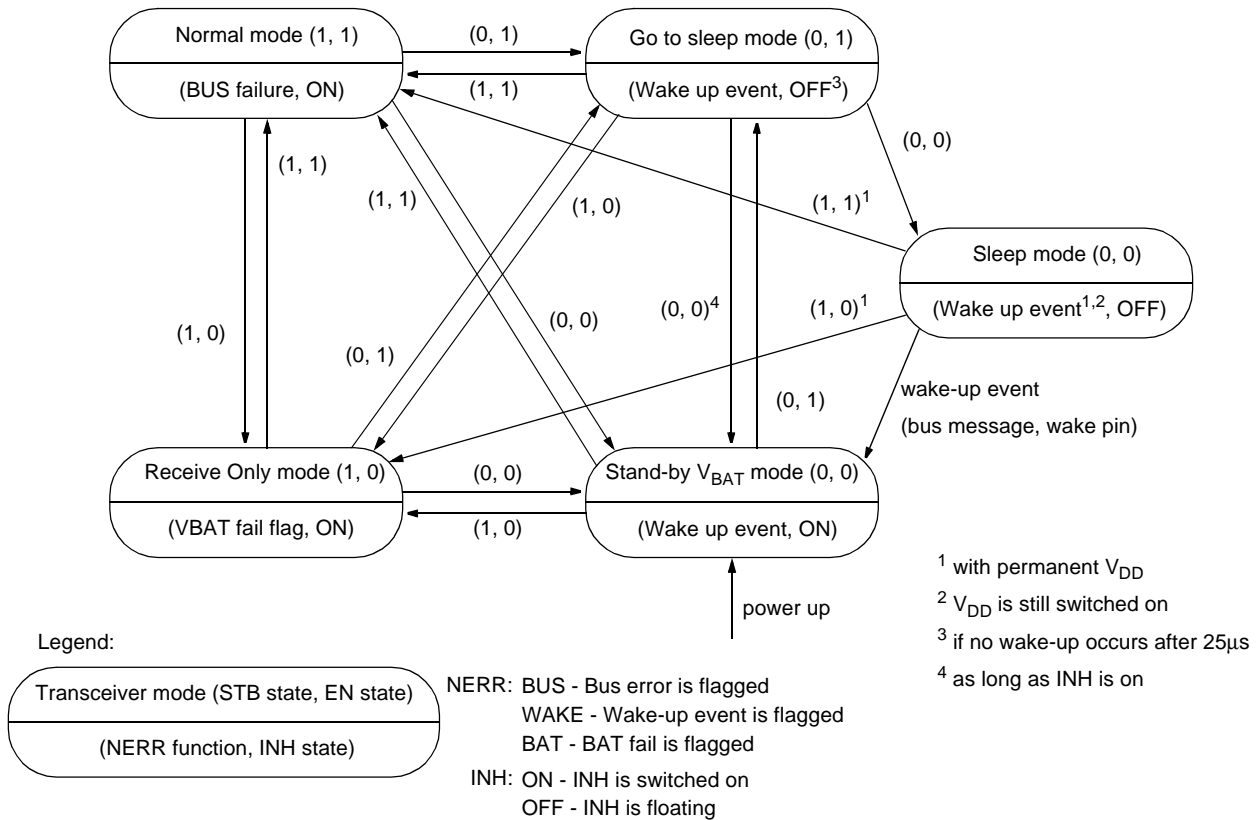 Normal mode (1, 1)
(BUS failure, ON)
(0, 1)
(1, 1)
Go to sleep mode (0, 1)
(Wake up event, OFF³)
(0, 0)
(1, 1)
(1, 1)
(1, 0)
(1, 1)¹
Sleep mode (0, 0)
(Wake up event¹,², OFF)
(1, 0)
(0, 1)
(0, 0)
(0, 0)⁴
(1, 0)¹
(0, 1)
wake-up event
(bus message, wake pin)
Receive Only mode (1, 0)
(VBAT fail flag, ON)
(0, 0)
(1, 0)
Stand-by VBAT mode (0, 0)
(Wake up event, ON)
power up
¹ with permanent VDD
² VDD is still switched on
³ if no wake-up occurs after 25μs
⁴ as long as INH is on
Legend:
Transceiver mode (STB state, EN state)
(NERR function, INH state)
NERR: BUS - Bus error is flagged
WAKE - Wake-up event is flagged
BAT - BAT fail is flagged
INH: ON - INH is switched on
OFF - INH is floating